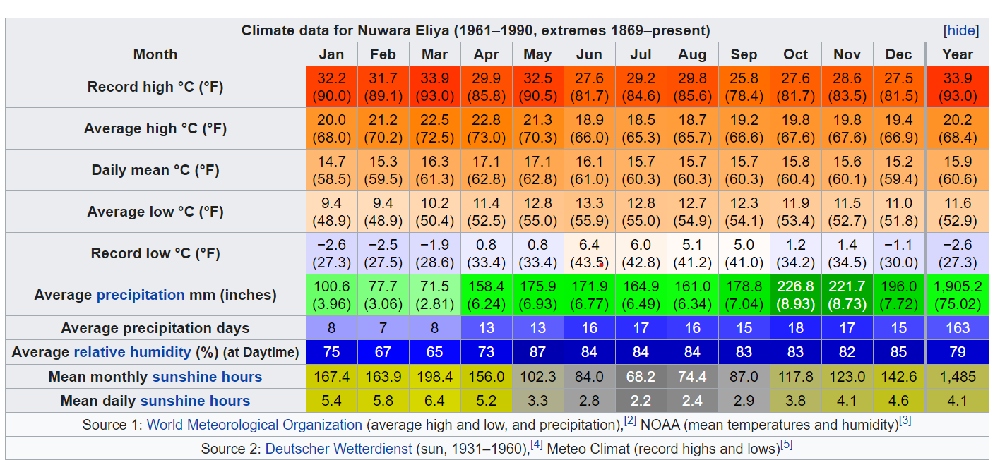 Climate data for Nuwara Eliya (1961–1990, extremes 1869–present) [hide]
Month Jan Feb Mar Apr May Jun Jul Aug Sep Oct Nov Dec Year
Record high °C (°F) 32.2 (90.0) 31.7 (89.1) 33.9 (93.0) 29.9 (85.8) 32.5 (90.5) 27.6 (81.7) 29.2 (84.6) 29.8 (85.6) 25.8 (78.4) 27.6 (81.7) 28.6 (83.5) 27.5 (81.5) 33.9 (93.0)
Average high °C (°F) 20.0 (68.0) 21.2 (70.2) 22.5 (72.5) 22.8 (73.0) 21.3 (70.3) 18.9 (66.0) 18.5 (65.3) 18.7 (65.7) 19.2 (66.6) 19.8 (67.6) 19.8 (67.6) 19.4 (66.9) 20.2 (68.4)
Daily mean °C (°F) 14.7 (58.5) 15.3 (59.5) 16.3 (61.3) 17.1 (62.8) 17.1 (62.8) 16.1 (61.0) 15.7 (60.3) 15.7 (60.3) 15.7 (60.3) 15.8 (60.4) 15.6 (60.1) 15.2 (59.4) 15.9 (60.6)
Average low °C (°F) 9.4 (48.9) 9.4 (48.9) 10.2 (50.4) 11.4 (52.5) 12.8 (55.0) 13.3 (55.9) 12.8 (55.0) 12.7 (54.9) 12.3 (54.1) 11.9 (53.4) 11.5 (52.7) 11.0 (51.8) 11.6 (52.9)
Record low °C (°F) −2.6 (27.3) −2.5 (27.5) −1.9 (28.6) 0.8 (33.4) 0.8 (33.4) 6.4 (43.5) 6.0 (42.8) 5.1 (41.2) 5.0 (41.0) 1.2 (34.2) 1.4 (34.5) −1.1 (30.0) −2.6 (27.3)
Average precipitation mm (inches) 100.6 (3.96) 77.7 (3.06) 71.5 (2.81) 158.4 (6.24) 175.9 (6.93) 171.9 (6.77) 164.9 (6.49) 161.0 (6.34) 178.8 (7.04) 226.8 (8.93) 221.7 (8.73) 196.0 (7.72) 1,905.2 (75.02)
Average precipitation days 8 7 8 13 13 16 17 16 15 18 17 15 163
Average relative humidity (%) (at Daytime) 75 67 65 73 87 84 84 84 83 83 82 85 79
Mean monthly sunshine hours 167.4 163.9 198.4 156.0 102.3 84.0 68.2 74.4 87.0 117.8 123.0 142.6 1,485
Mean daily sunshine hours 5.4 5.8 6.4 5.2 3.3 2.8 2.2 2.4 2.9 3.8 4.1 4.6 4.1
Source 1: World Meteorological Organization (average high and low, and precipitation),[2] NOAA (mean temperatures and humidity)[3]
Source 2: Deutscher Wetterdienst (sun, 1931–1960),[4] Meteo Climat (record highs and lows)[5]